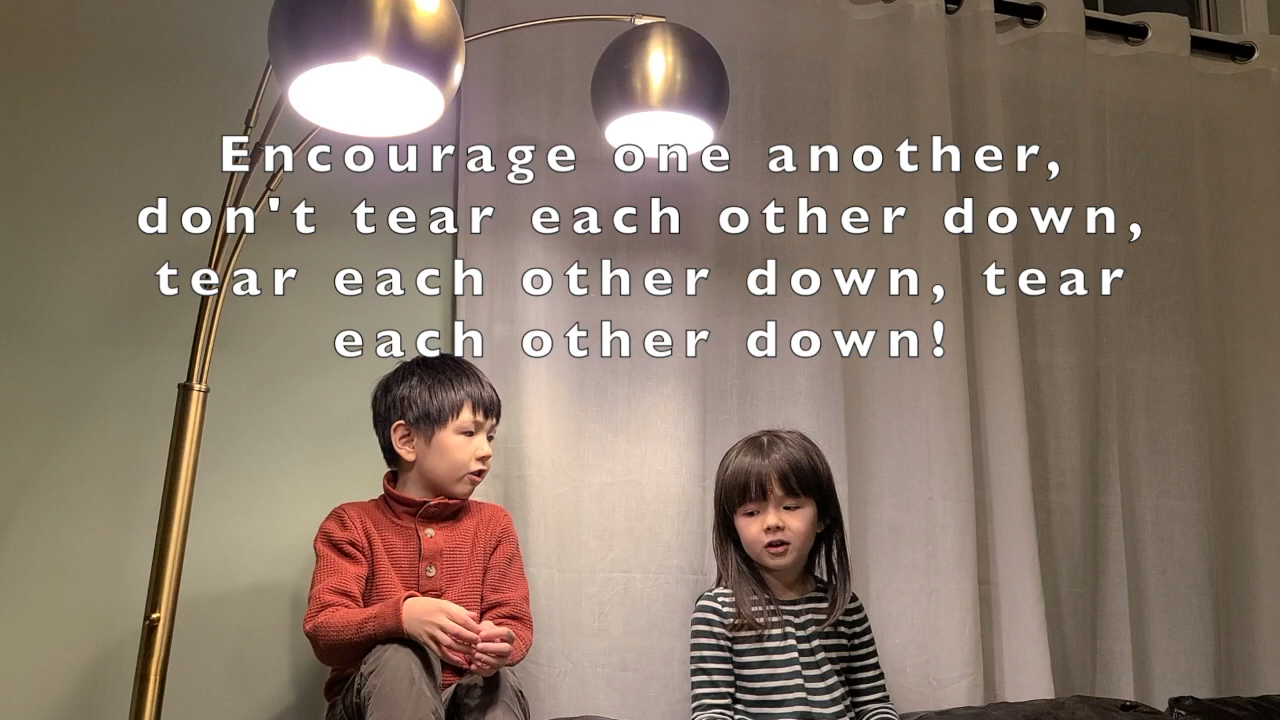 Encourage one another,
don't tear each other down,
tear each other down, tear
each other down!